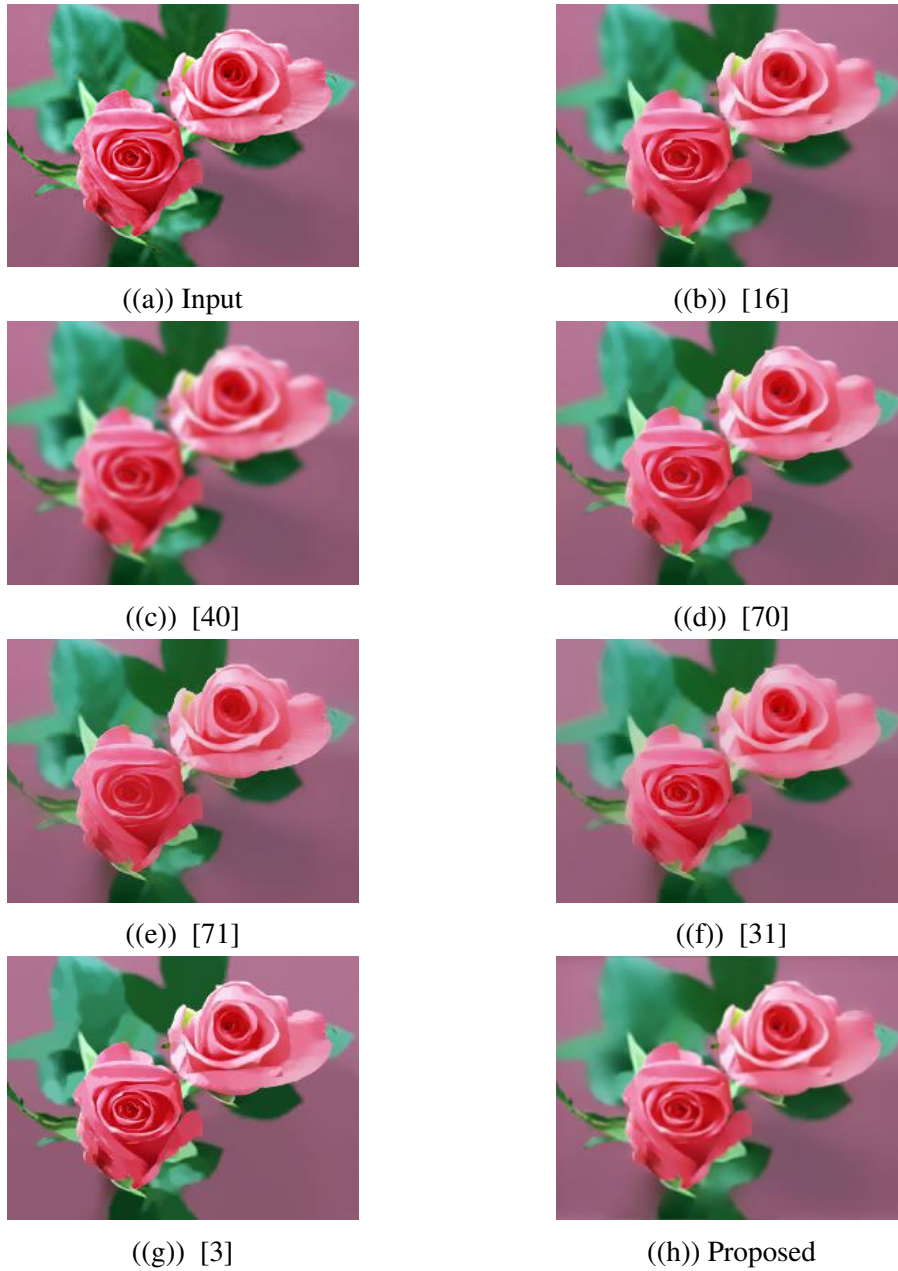 ((a)) Input
((b)) [16]
((c)) [40]
((d)) [70]
((e)) [71]
((f)) [31]
((g)) [3]
((h)) Proposed